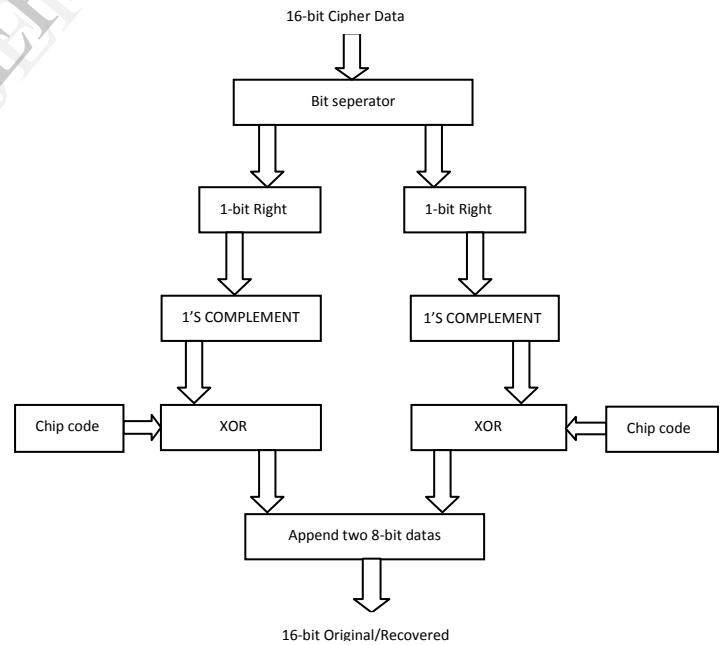 16-bit Cipher Data
Bit seperator
1-bit Right
1-bit Right
1'S COMPLEMENT
1'S COMPLEMENT
Chip code
XOR
XOR
Chip code
Append two 8-bit datas
16-bit Original/Recovered